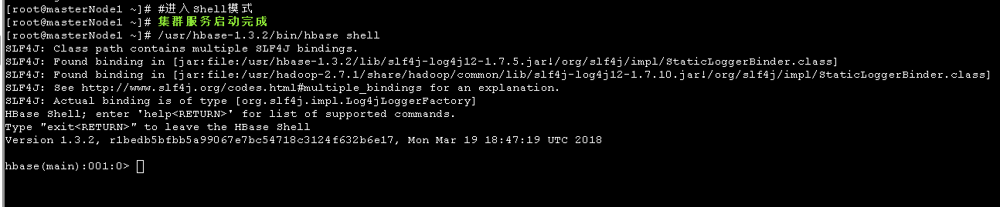 [root@masterNode1 ~]# #进入Shell模式
[root@masterNode1 ~]# 集群服务启动完成
[root@masterNode1 ~]# /usr/hbase-1.3.2/bin/hbase shell
SLF4J: Class path contains multiple SLF4J bindings.
SLF4J: Found binding in [jar:file:/usr/hbase-1.3.2/lib/slf4j-log4j12-1.7.5.jar!/org/slf4j/impl/StaticLoggerBinder.class]
SLF4J: Found binding in [jar:file:/usr/hadoop-2.7.1/share/hadoop/common/lib/slf4j-log4j12-1.7.10.jar!/org/slf4j/impl/StaticLoggerBinder.class]
SLF4J: See http://www.slf4j.org/codes.html#multiple_bindings for an explanation.
SLF4J: Actual binding is of type [org.slf4j.impl.Log4jLoggerFactory]
HBase Shell; enter 'help<RETURN>' for list of supported commands.
Type "exit<RETURN>" to leave the HBase Shell
Version 1.3.2, r1bedb5bfbb5a99067e7bc54718c3124f632b6e17, Mon Mar 19 18:47:19 UTC 2018
hbase(main):001:0>